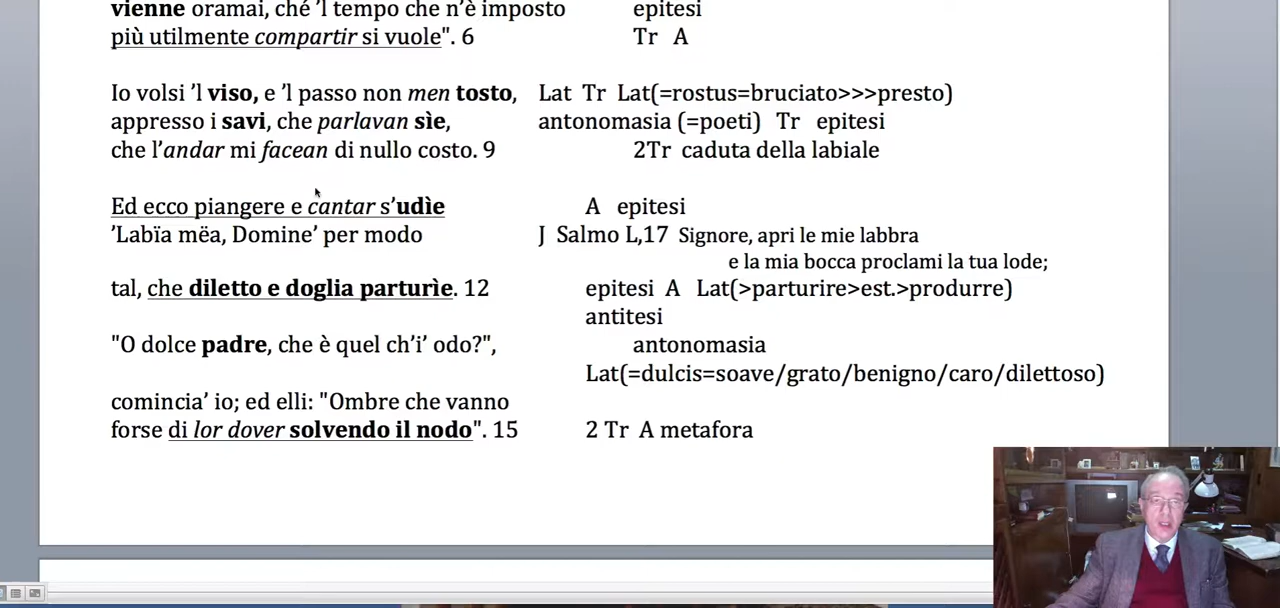 vienne oramai, ché ’l tempo che n’è imposto epitesi
più utilmente compartir si vuole". 6 Tr A
Io volsi ’l viso, e ’l passo non men tosto, Lat Tr Lat(=rostus=bruciato>>>presto)
appresso i savi, che parlavan sìe, antonomasia (=poeti) Tr epitesi
che l’andar mi facean di nullo costo. 9 2Tr caduta della labiale
Ed ecco piangere e cantar s’udìe A epitesi
’Labïa mëa, Domine’ per modo J Salmo L,17 Signore, apri le mie labbra
e la mia bocca proclami la tua lode;
tal, che diletto e doglia parturìe. 12 epitesi A Lat(>parturire>est.>produrre)
antitesi
"O dolce padre, che è quel ch’i’ odo?", antonomasia
Lat(=dulcis=soave/grato/benigno/caro/dilettoso)
comincia’ io; ed elli: "Ombre che vanno
forse di lor dover solvendo il nodo". 15 2 Tr A metafora